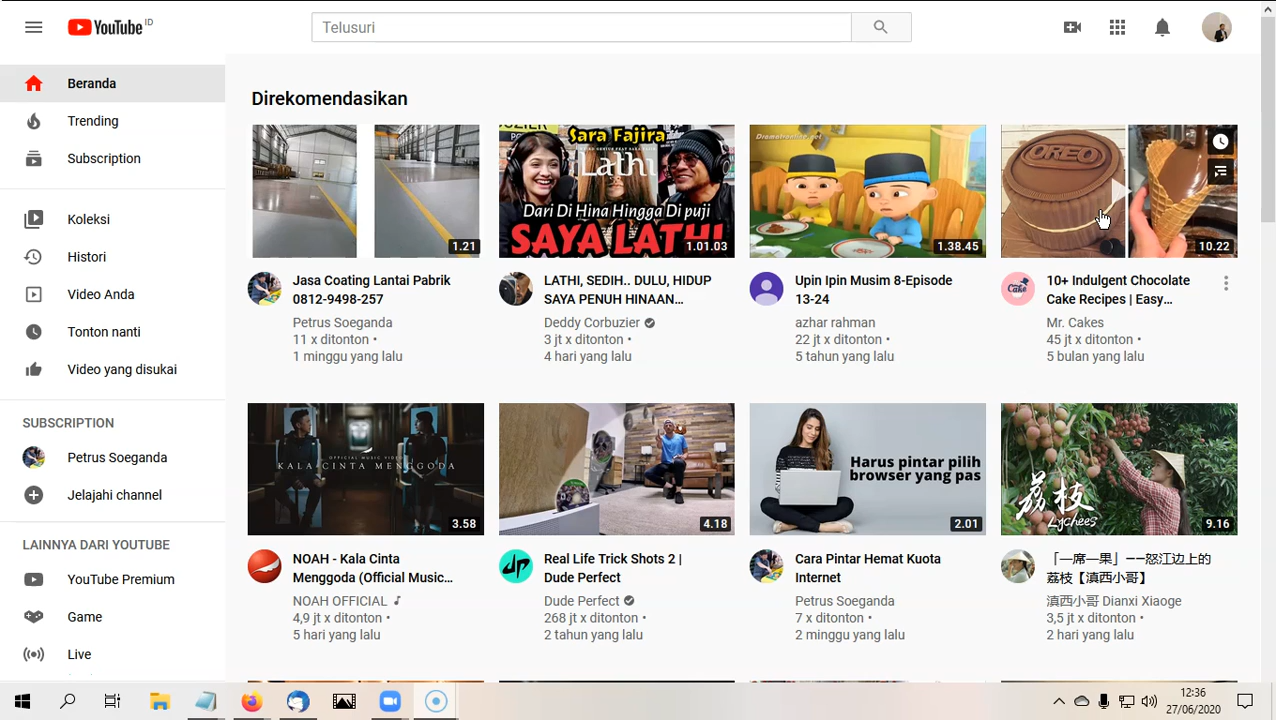 YouTube ID
Telusuri
Beranda
Trending
Subscription
Koleksi
Histori
Video Anda
Tonton nanti
Video yang disukai
SUBSCRIPTION
Petrus Soeganda
Jelajahi channel
LAINNYA DARI YOUTUBE
YouTube Premium
Game
Live
Direkomendasikan
1.21
Jasa Coating Lantai Pabrik
0812-9498-257
Petrus Soeganda
11 x ditonton •
1 minggu yang lalu
Sara Fajira
Lathi
Dari Di Hina Hingga Di puji
SAYA LATHI
1.01.03
LATHI, SEDIH.. DULU, HIDUP
SAYA PENUH HINAAN...
Deddy Corbuzier
3 jt x ditonton •
4 hari yang lalu
Dramatronline.net
1.38.45
Upin Ipin Musim 8-Episode
13-24
azhar rahman
22 jt x ditonton •
5 tahun yang lalu
OREO
10.22
Cake
10+ Indulgent Chocolate
Cake Recipes | Easy...
Mr. Cakes
45 jt x ditonton •
5 bulan yang lalu
OFFICIAL MUSIC VIDEO
KALA CINTA MENGGODA
3.58
NOAH - Kala Cinta
Menggoda (Official Music...
NOAH OFFICIAL
4,9 jt x ditonton •
5 hari yang lalu
4.18
dp
Real Life Trick Shots 2 |
Dude Perfect
Dude Perfect
268 jt x ditonton •
2 tahun yang lalu
Harus pintar pilih
browser yang pas
2.01
Cara Pintar Hemat Kuota
Internet
Petrus Soeganda
7 x ditonton •
2 minggu yang lalu
荔枝
Lychees
9.16
「一席一果」——怒江边上的
荔枝【滇西小哥】
滇西小哥 Dianxi Xiaoge
3,5 jt x ditonton •
2 hari yang lalu
12:36
27/06/2020